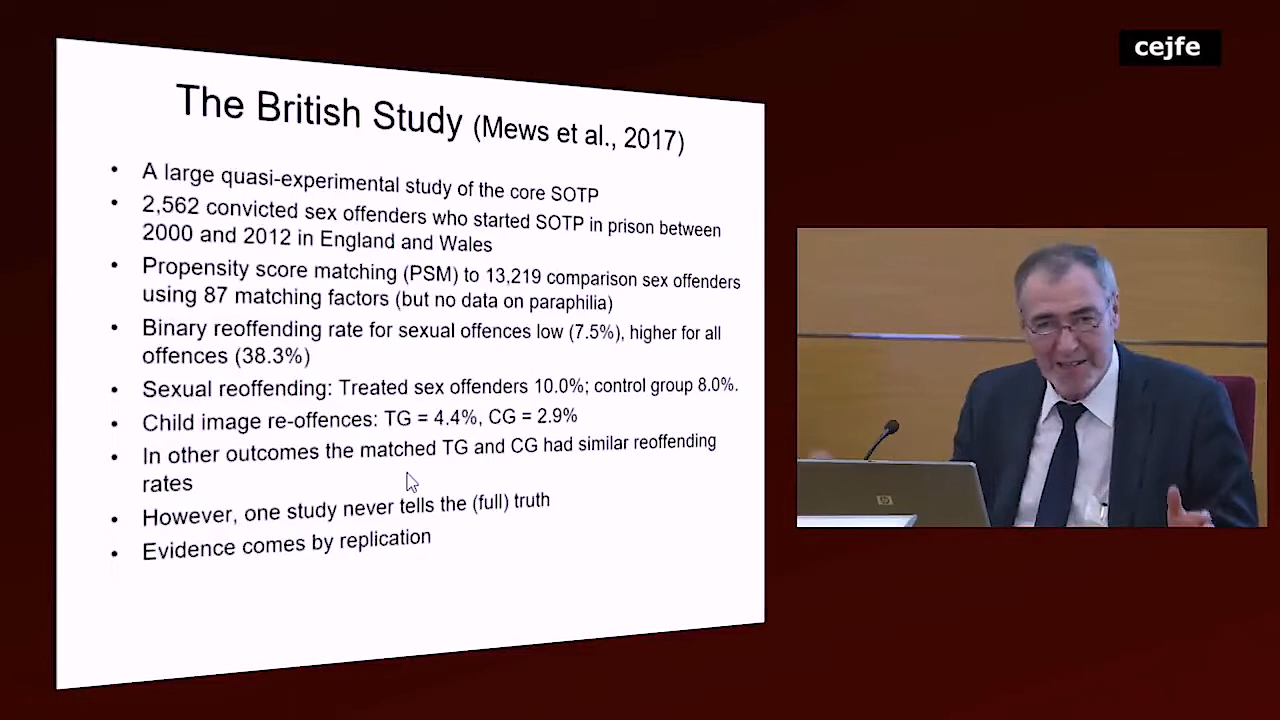 cejfe
The British Study (Mews et al., 2017)
• A large quasi-experimental study of the core SOTP
• 2,562 convicted sex offenders who started SOTP in prison between
2000 and 2012 in England and Wales
• Propensity score matching (PSM) to 13,219 comparison sex offenders
using 87 matching factors (but no data on paraphilia)
• Binary reoffending rate for sexual offences low (7.5%), higher for all
offences (38.3%)
• Sexual reoffending: Treated sex offenders 10.0%; control group 8.0%.
• Child image re-offences: TG = 4.4%, CG = 2.9%
• In other outcomes the matched TG and CG had similar reoffending
rates
• However, one study never tells the (full) truth
• Evidence comes by replication
hp